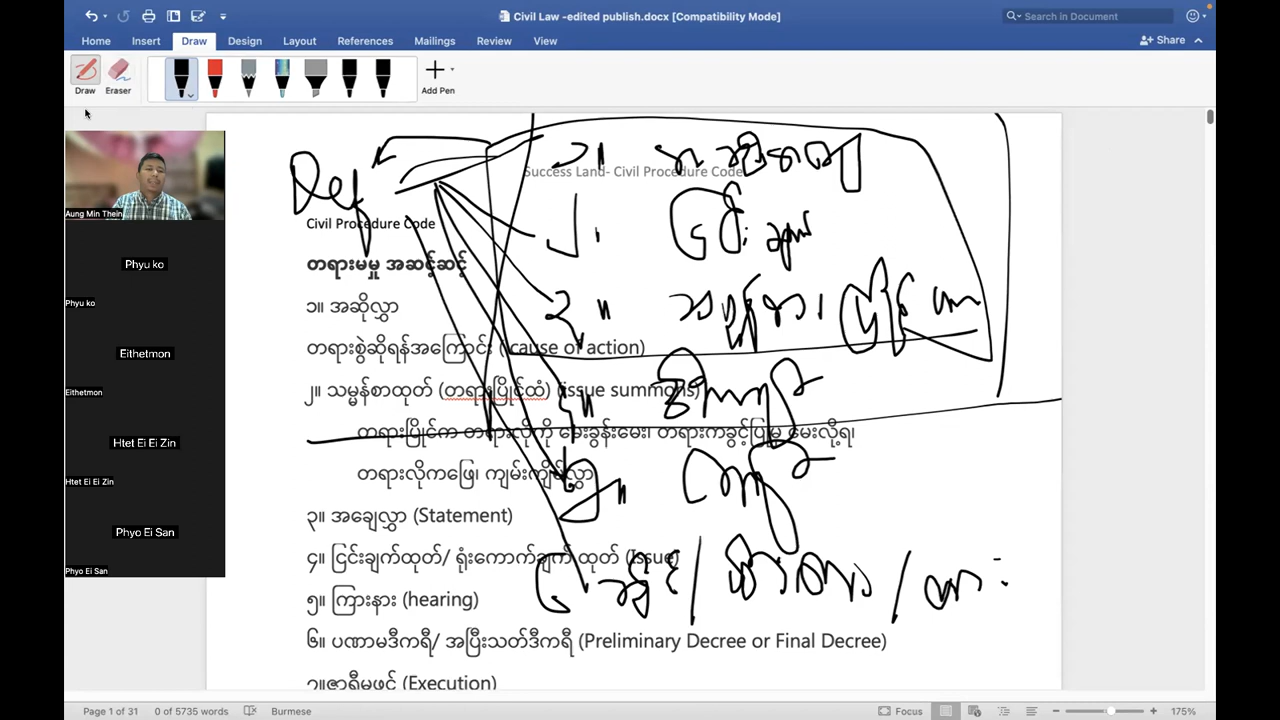 Civil Law -edited publish.docx [Compatibility Mode]
Search in Document
Home Insert Draw Design Layout References Mailings Review View
Share
Draw Eraser Add Pen
Success Land- Civil Procedure Code
Def
Civil Procedure Code
တရားမမှု အဆင့်ဆင့်
၁။ အဆိုလွှာ
တရားစွဲဆိုရန်အကြောင်း (cause of action)
၂။ သမ္မန်စာထုတ် (တရားပြိုင်ထံ) (issue summons)
တရားပြိုင်က တရားလိုကို မေးခွန်းမေး၊ တရားကခွင့်ပြုမှ မေးလို့ရ၊
တရားလိုကဖြေ၊ ကျမ်းကျိန်လွှာ
၃။ အချေလွှာ (Statement)
၄။ ငြင်းချက်ထုတ်/ ရုံးကောက်ချက် ထုတ် (Issue)
၅။ ကြားနား (hearing)
၆။ ပဏာမဒီကရီ/ အပြီးသတ်ဒီကရီ (Preliminary Decree or Final Decree)
၇။ဇာရီမဖွင့် (Execution)
Aung Min Thein
Phyu ko
Phyu ko
Eithetmon
Eithetmon
Htet Ei Ei Zin
Htet Ei Ei Zin
Phyo Ei San
Phyo Ei San
Page 1 of 31 0 of 5735 words Burmese Focus 175%